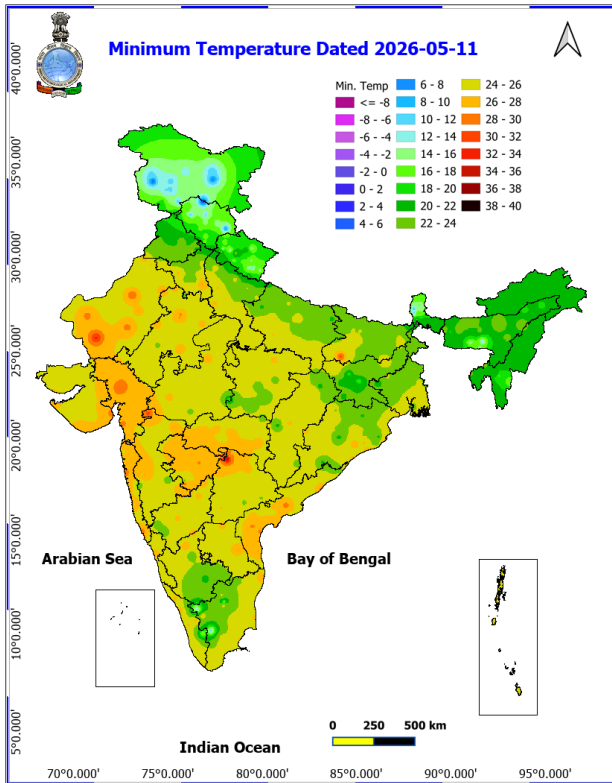 Minimum Temperature Dated 2026-05-11
Min. Temp
<= -8
-8 - -6
-6 - -4
-4 - -2
-2 - 0
0 - 2
2 - 4
4 - 6
6 - 8
8 - 10
10 - 12
12 - 14
14 - 16
16 - 18
18 - 20
20 - 22
22 - 24
24 - 26
26 - 28
28 - 30
30 - 32
32 - 34
34 - 36
36 - 38
38 - 40
40°0.000'
35°0.000'
30°0.000'
25°0.000'
20°0.000'
15°0.000'
10°0.000'
5°0.000'
Arabian Sea
Bay of Bengal
0 250 500 km
Indian Ocean
70°0.000' 75°0.000' 80°0.000' 85°0.000' 90°0.000' 95°0.000'